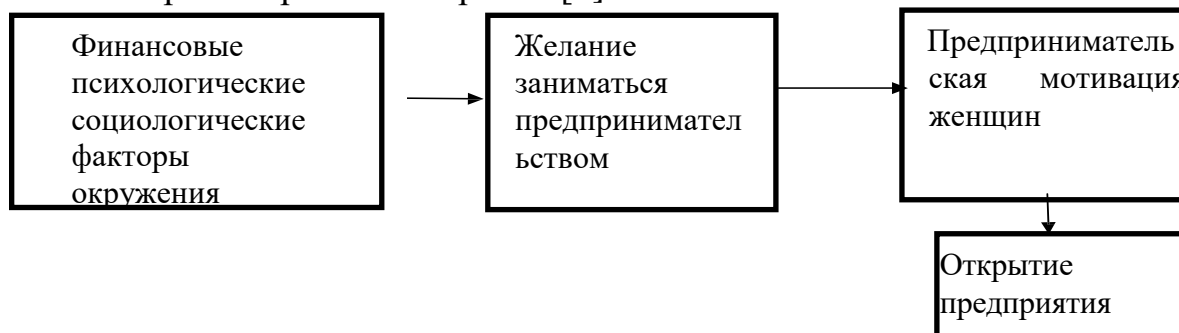 Финансовые
психологические
социологические
факторы
окружения
Желание
заниматься
предпринимател
ьством
Предприниматель
ская мотивация
женщин
Открытие
предприятия